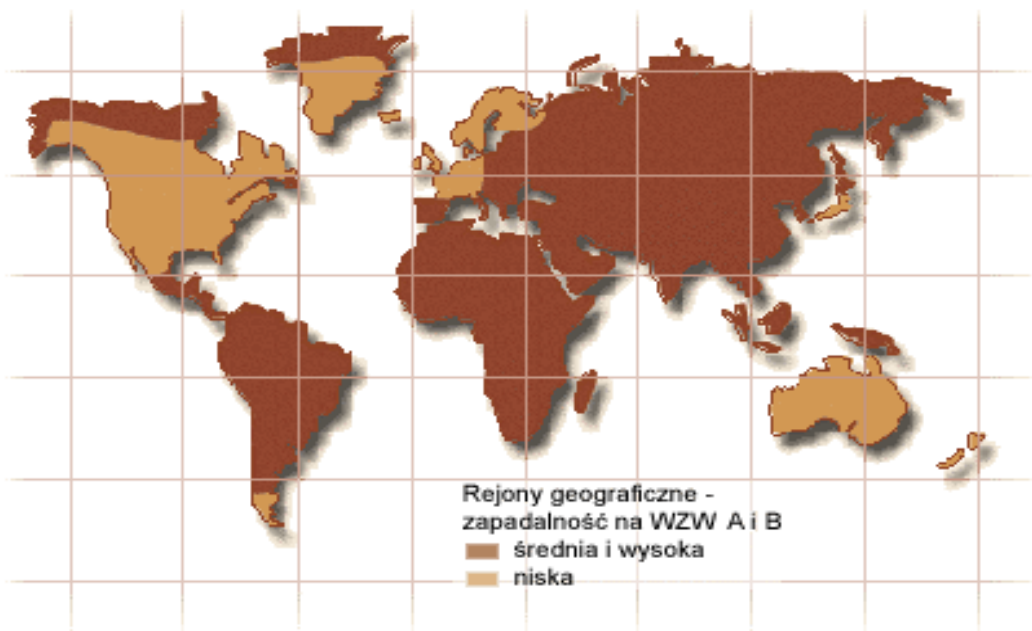 Rejony geograficzne -
zapadalność na WZW A i B
średnia i wysoka
niska